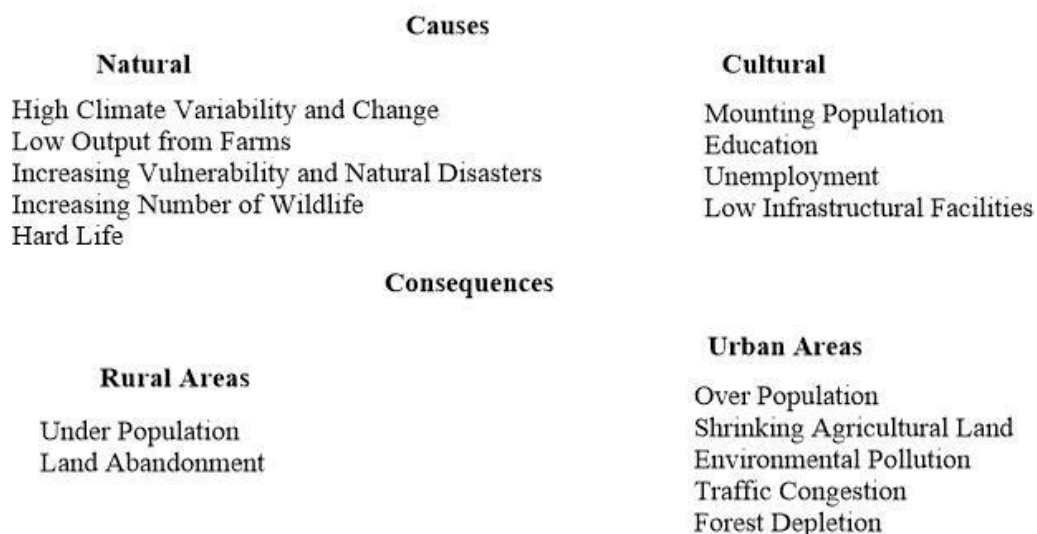 Causes
Natural
High Climate Variability and Change
Low Output from Farms
Increasing Vulnerability and Natural Disasters
Increasing Number of Wildlife
Hard Life
Cultural
Mounting Population
Education
Unemployment
Low Infrastructural Facilities
Consequences
Rural Areas
Under Population
Land Abandonment
Urban Areas
Over Population
Shrinking Agricultural Land
Environmental Pollution
Traffic Congestion
Forest Depletion